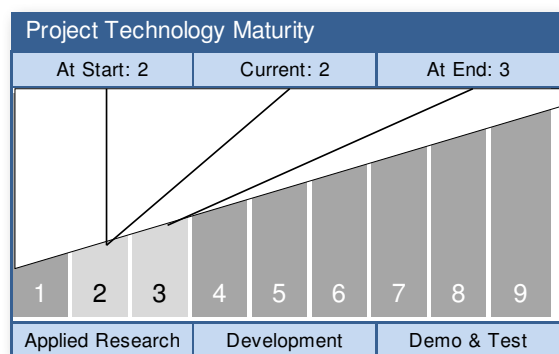 Project Technology Maturity
At Start: 2 Current: 2 At End: 3
1 2 3 4 5 6 7 8 9
Applied Research Development Demo & Test